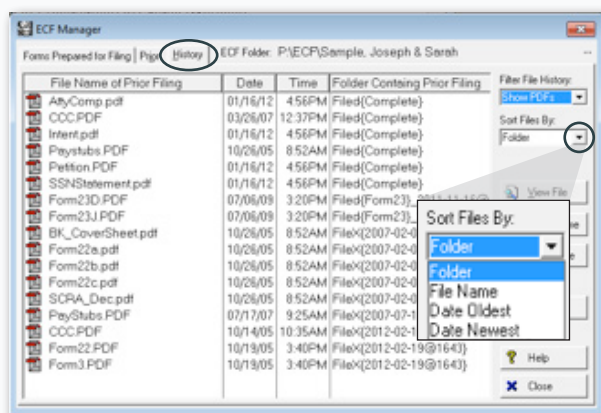 ECF Manager
Forms Prepared for Filing Prior History ECF Folder: P:\ECF\Sample, Joseph & Sarah
File Name of Prior Filing Date Time Folder Containg Prior Filing
AttyComp.pdf 01/16/12 4:56PM Filed{Complete}
CCC.PDF 03/26/07 12:37PM Filed{Complete}
Intent.pdf 01/16/12 4:56PM Filed{Complete}
Paystubs.PDF 10/26/05 8:52AM Filed{Complete}
Petition.PDF 01/16/12 4:56PM Filed{Complete}
SSNStatement.pdf 01/16/12 4:56PM Filed{Complete}
Form23D.PDF 07/06/09 3:20PM Filed{Form23}_2011-11-16@
Form23J.PDF 07/06/09 3:20PM Filed{Form23}_
BK_CoverSheet.pdf 10/26/05 8:52AM FileX{2007-02-0
Form22a.pdf 10/26/05 8:52AM FileX{2007-02-0
Form22b.pdf 10/26/05 8:52AM FileX{2007-02-0
Form22c.pdf 10/26/05 8:52AM FileX{2007-02-0
SCRA_Dec.pdf 10/26/05 8:52AM FileX{2007-02-0
PayStubs.PDF 07/17/07 9:25AM FileX{2007-07-1
CCC.PDF 10/14/05 10:35AM FileX{2012-02-19@1643}
Form22.PDF 10/19/05 3:40PM FileX{2012-02-19@1643}
Form3.PDF 10/19/05 3:40PM FileX{2012-02-19@1643}
Filter File History:
Show PDFs
Sort Files By:
Folder
View File
Sort Files By:
Folder
Folder
File Name
Date Oldest
Date Newest
Help
Close